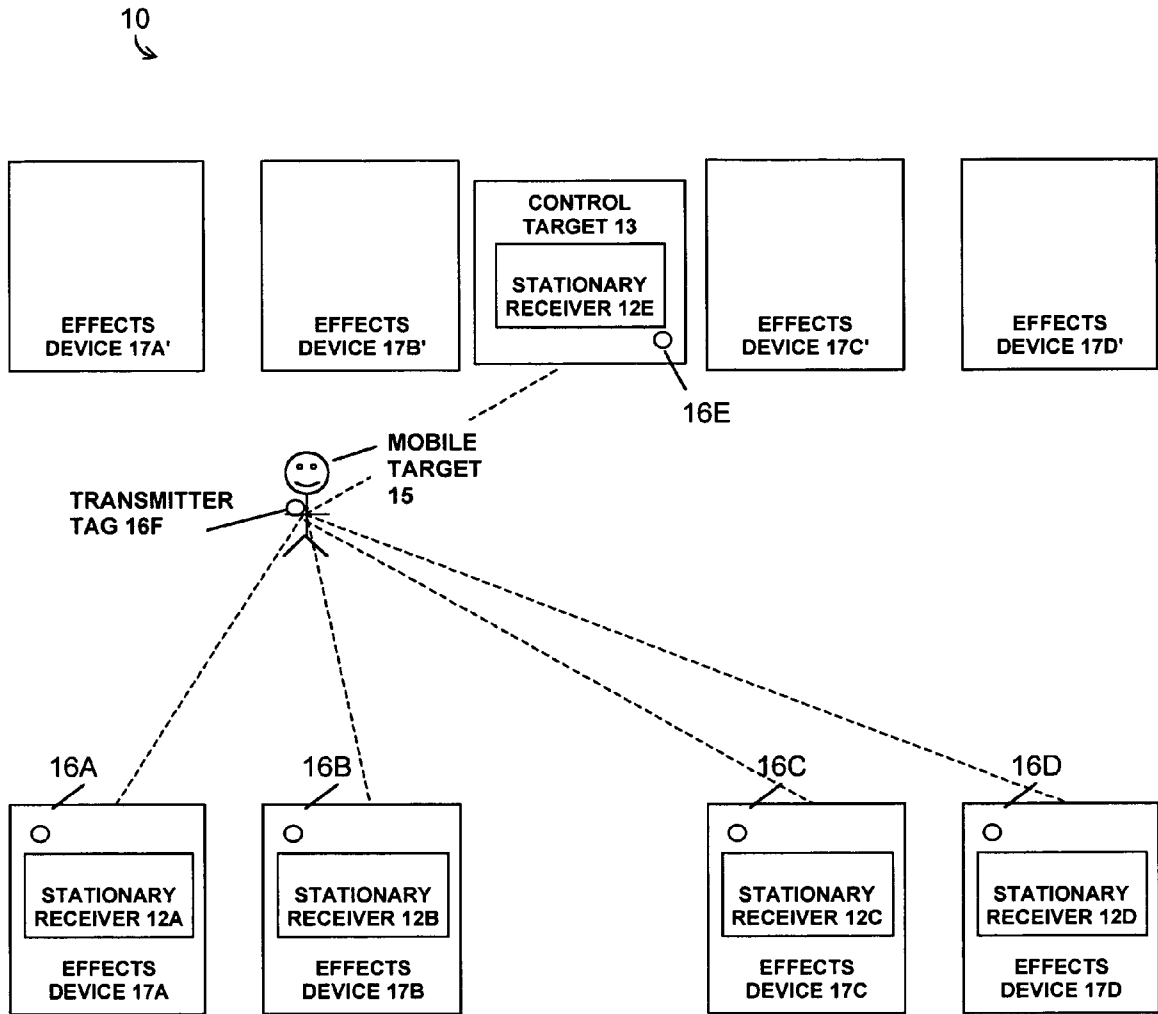 10
EFFECTS
DEVICE 17A'
EFFECTS
DEVICE 17B'
CONTROL
TARGET 13
STATIONARY
RECEIVER 12E
EFFECTS
DEVICE 17C'
EFFECTS
DEVICE 17D'
16E
MOBILE
TARGET
15
TRANSMITTER
TAG 16F
16A
16B
16C
16D
STATIONARY
RECEIVER 12A
EFFECTS
DEVICE 17A
STATIONARY
RECEIVER 12B
EFFECTS
DEVICE 17B
STATIONARY
RECEIVER 12C
EFFECTS
DEVICE 17C
STATIONARY
RECEIVER 12D
EFFECTS
DEVICE 17D